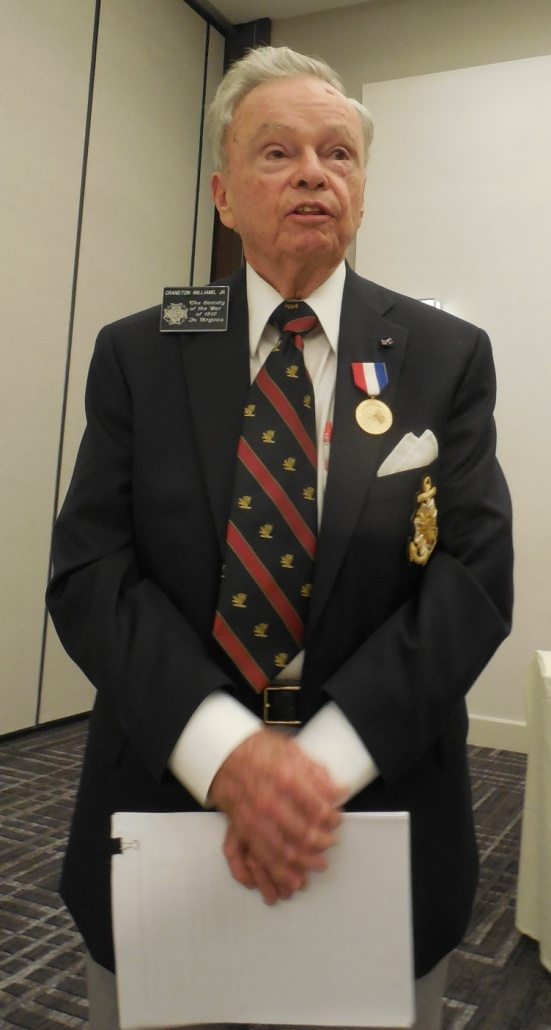 CRANSTON WILLIAMS, JR.
The Society
of the War
of 1812
In Virginia